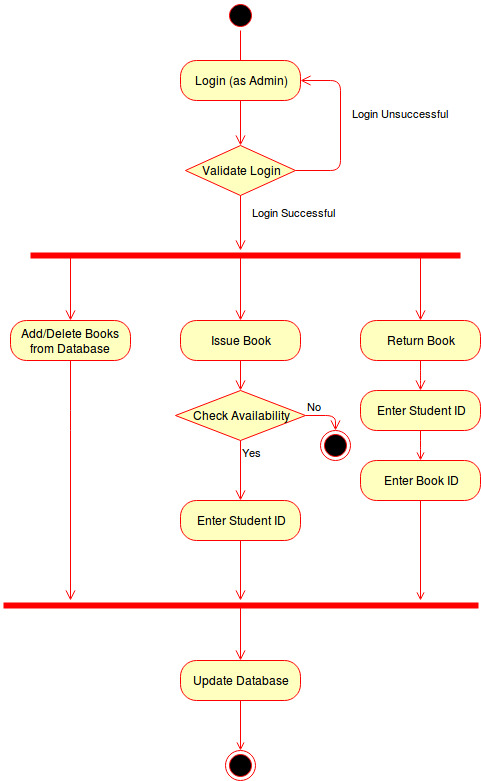 Login (as Admin)
Login Unsuccessful
Validate Login
Login Successful
Add/Delete Books
from Database
Issue Book
Return Book
Check Availability
No
Enter Student ID
Yes
Enter Book ID
Enter Student ID
Update Database